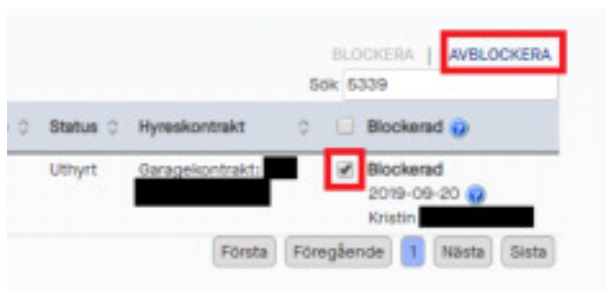 BLOCKERA | AVBLOCKERA
Sök 5339
Status Hyreskontrakt Blockerad
Uthyrt Garagekontrakt: Blockerad
2019-09-20
Kristin
Första Föregående 1 Nästa Sista